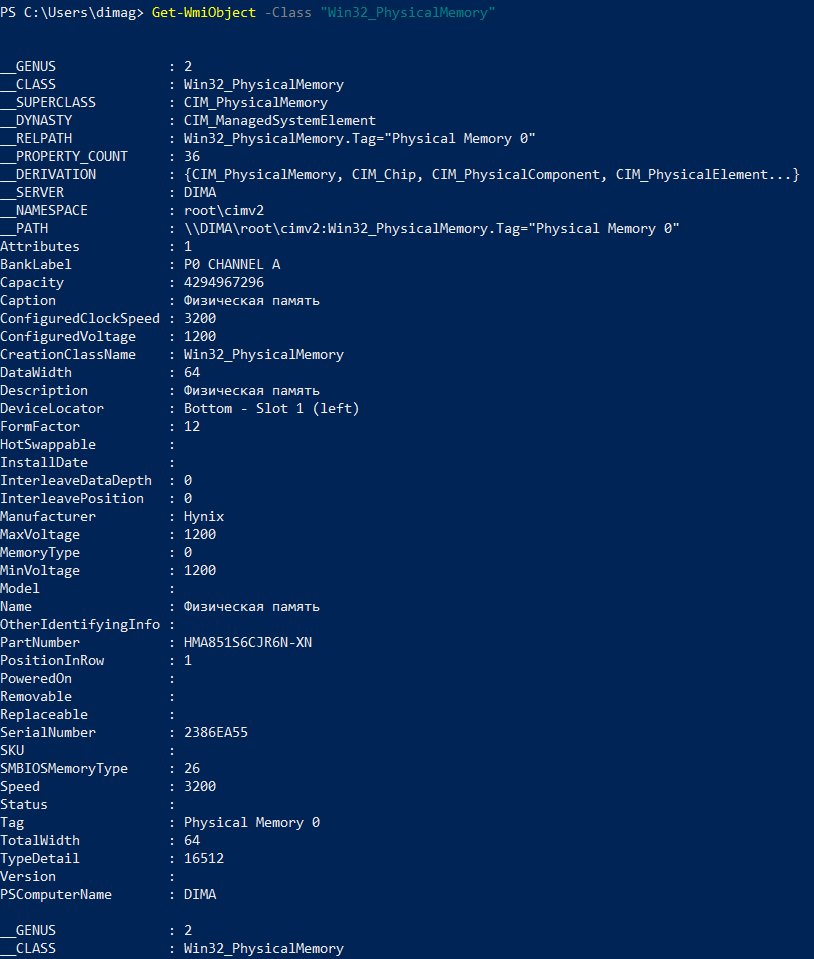 PS C:\Users\dimag> Get-WmiObject -Class "Win32_PhysicalMemory"
__GENUS : 2
__CLASS : Win32_PhysicalMemory
__SUPERCLASS : CIM_PhysicalMemory
__DYNASTY : CIM_ManagedSystemElement
__RELPATH : Win32_PhysicalMemory.Tag="Physical Memory 0"
__PROPERTY_COUNT : 36
__DERIVATION : {CIM_PhysicalMemory, CIM_Chip, CIM_PhysicalComponent, CIM_PhysicalElement...}
__SERVER : DIMA
__NAMESPACE : root\cimv2
__PATH : \\DIMA\root\cimv2:Win32_PhysicalMemory.Tag="Physical Memory 0"
Attributes : 1
BankLabel : P0 CHANNEL A
Capacity : 4294967296
Caption : Физическая память
ConfiguredClockSpeed : 3200
ConfiguredVoltage : 1200
CreationClassName : Win32_PhysicalMemory
DataWidth : 64
Description : Физическая память
DeviceLocator : Bottom - Slot 1 (left)
FormFactor : 12
HotSwappable :
InstallDate :
InterleaveDataDepth : 0
InterleavePosition : 0
Manufacturer : Hynix
MaxVoltage : 1200
MemoryType : 0
MinVoltage : 1200
Model :
Name : Физическая память
OtherIdentifyingInfo :
PartNumber : HMA851S6CJR6N-XN
PositionInRow : 1
PoweredOn :
Removable :
Replaceable :
SerialNumber : 2386EA55
SKU :
SMBIOSMemoryType : 26
Speed : 3200
Status :
Tag : Physical Memory 0
TotalWidth : 64
TypeDetail : 16512
Version :
PSComputerName : DIMA
__GENUS : 2
__CLASS : Win32_PhysicalMemory